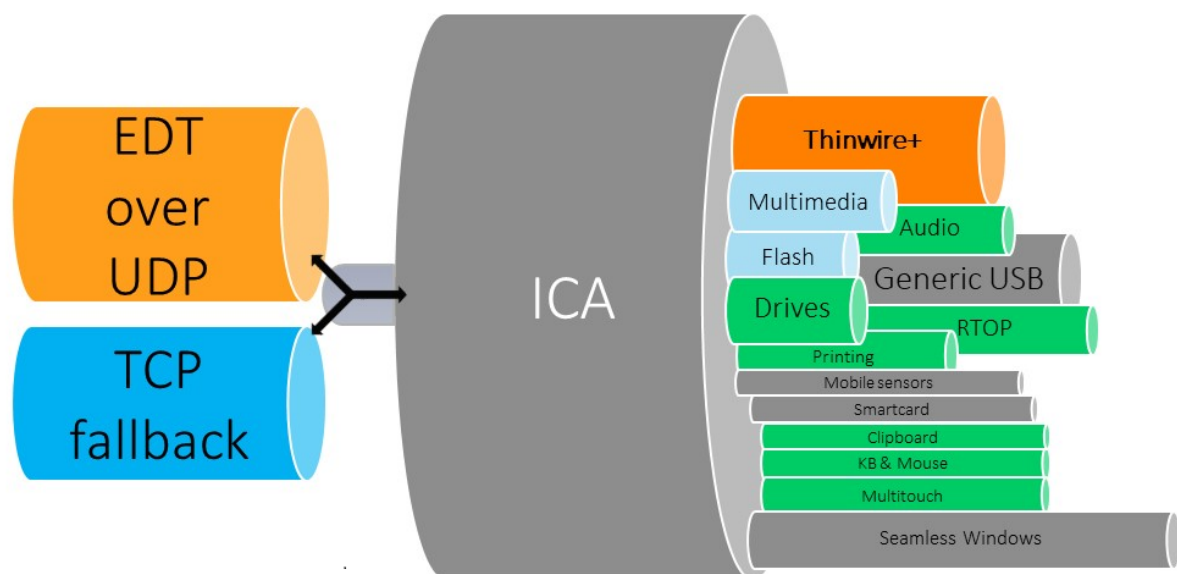 EDT
over
UDP
TCP
fallback
ICA
Thinwire+
Multimedia
Audio
Flash
Generic USB
Drives
RTOP
Printing
Mobile sensors
Smartcard
Clipboard
KB & Mouse
Multitouch
Seamless Windows